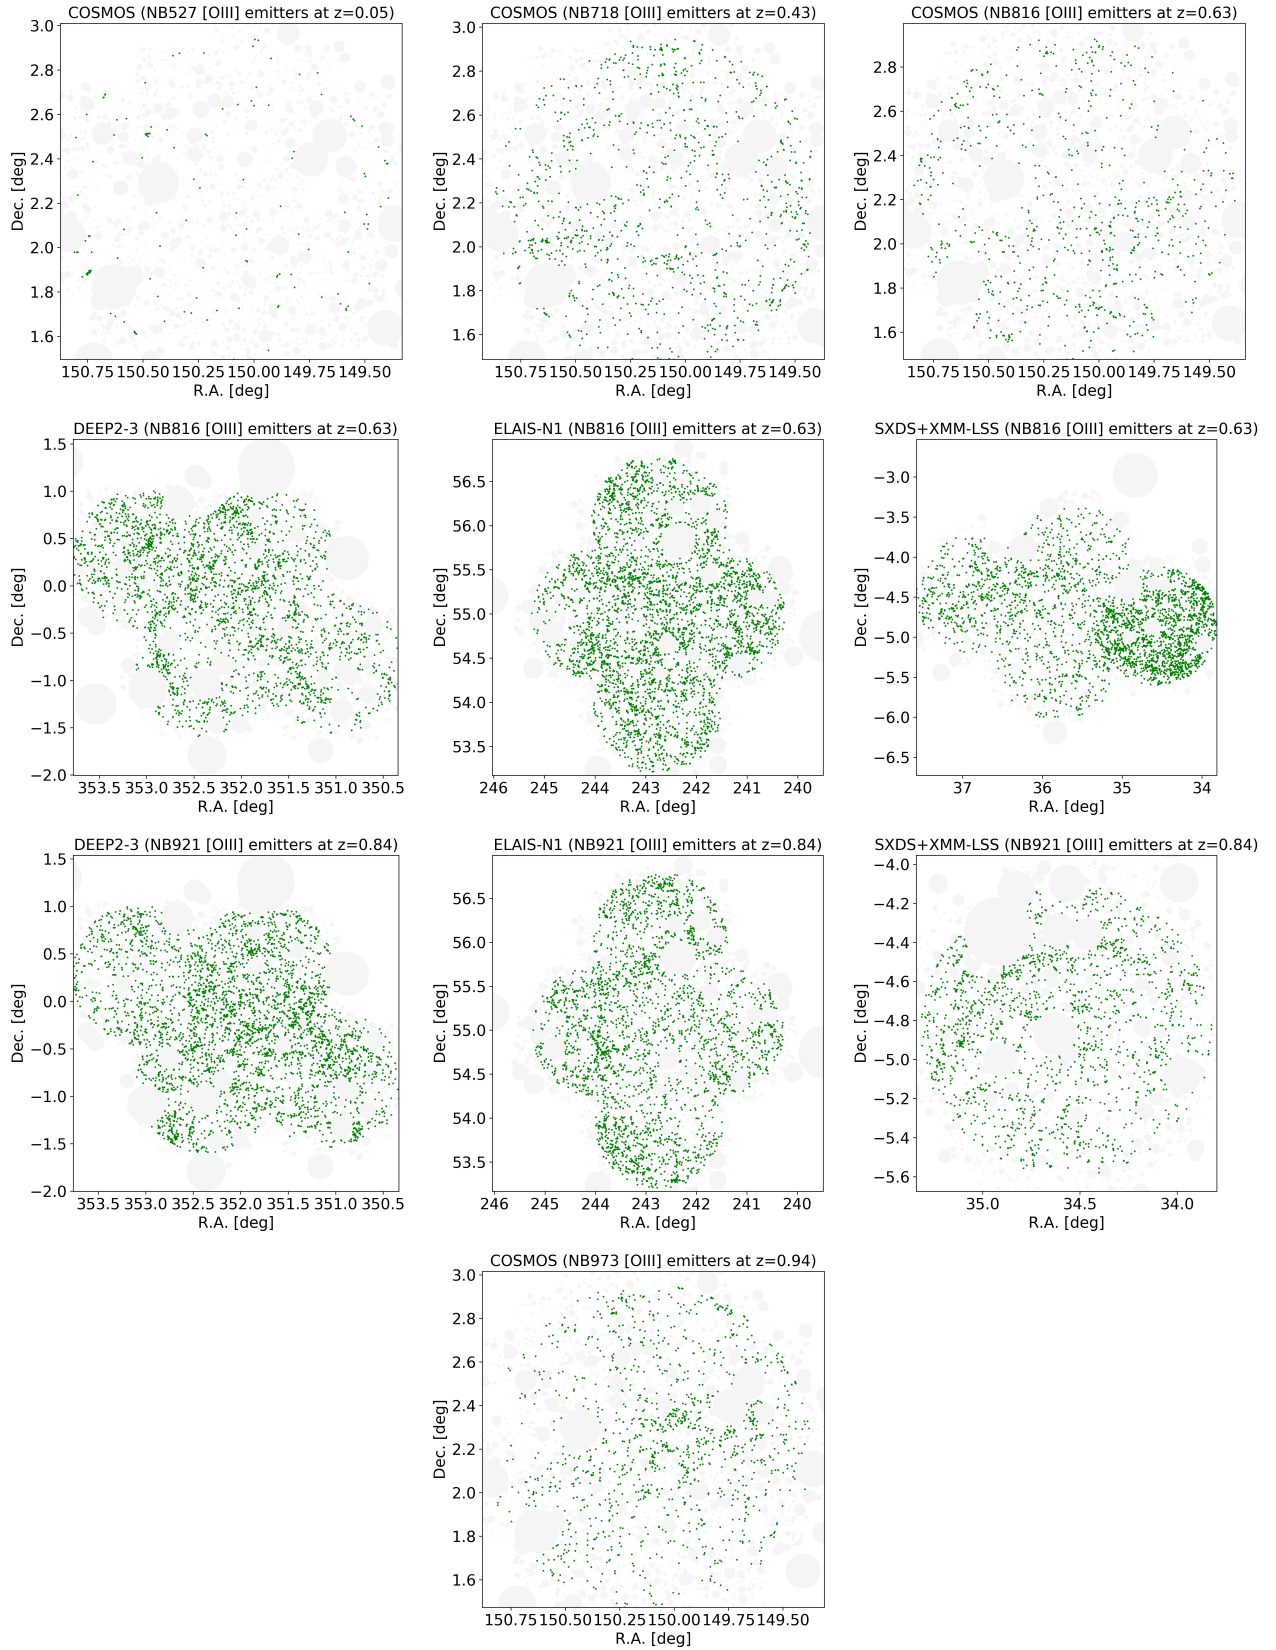 COSMOS (NB527 [OIII] emitters at z=0.05)
3.0
2.8
2.6
2.4
2.2
2.0
1.8
1.6
Dec. [deg]
150.75 150.50 150.25 150.00 149.75 149.50
R.A. [deg]
COSMOS (NB718 [OIII] emitters at z=0.43)
3.0
2.8
2.6
2.4
2.2
2.0
1.8
1.6
Dec. [deg]
150.75 150.50 150.25 150.00 149.75 149.50
R.A. [deg]
COSMOS (NB816 [OIII] emitters at z=0.63)
2.8
2.6
2.4
2.2
2.0
1.8
1.6
Dec. [deg]
150.75 150.50 150.25 150.00 149.75 149.50
R.A. [deg]
DEEP2-3 (NB816 [OIII] emitters at z=0.63)
1.5
1.0
0.5
0.0
−0.5
−1.0
−1.5
−2.0
Dec. [deg]
353.5 353.0 352.5 352.0 351.5 351.0 350.5
R.A. [deg]
ELAIS-N1 (NB816 [OIII] emitters at z=0.63)
56.5
56.0
55.5
55.0
54.5
54.0
53.5
Dec. [deg]
246 245 244 243 242 241 240
R.A. [deg]
SXDS+XMM-LSS (NB816 [OIII] emitters at z=0.63)
−3.0
−3.5
−4.0
−4.5
−5.0
−5.5
−6.0
−6.5
Dec. [deg]
37 36 35 34
R.A. [deg]
DEEP2-3 (NB921 [OIII] emitters at z=0.84)
1.5
1.0
0.5
0.0
−0.5
−1.0
−1.5
−2.0
Dec. [deg]
353.5 353.0 352.5 352.0 351.5 351.0 350.5
R.A. [deg]
ELAIS-N1 (NB921 [OIII] emitters at z=0.84)
56.5
56.0
55.5
55.0
54.5
54.0
53.5
Dec. [deg]
246 245 244 243 242 241 240
R.A. [deg]
SXDS+XMM-LSS (NB921 [OIII] emitters at z=0.84)
−4.0
−4.2
−4.4
−4.6
−4.8
−5.0
−5.2
−5.4
−5.6
Dec. [deg]
35.0 34.5 34.0
R.A. [deg]
COSMOS (NB973 [OIII] emitters at z=0.94)
3.0
2.8
2.6
2.4
2.2
2.0
1.8
1.6
Dec. [deg]
150.75 150.50 150.25 150.00 149.75 149.50
R.A. [deg]